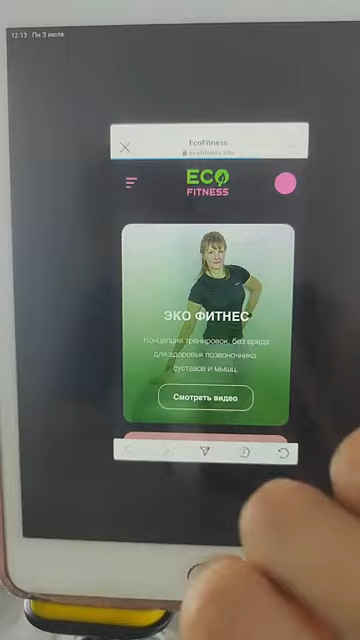 12:13 Пн 3 июля
EcoFitness
ecofitness.site
ECO
FITNESS
ЭКО ФИТНЕС
Концепция тренировок, без вреда
для здоровья позвоночника
суставов и мышц.
Смотреть видео